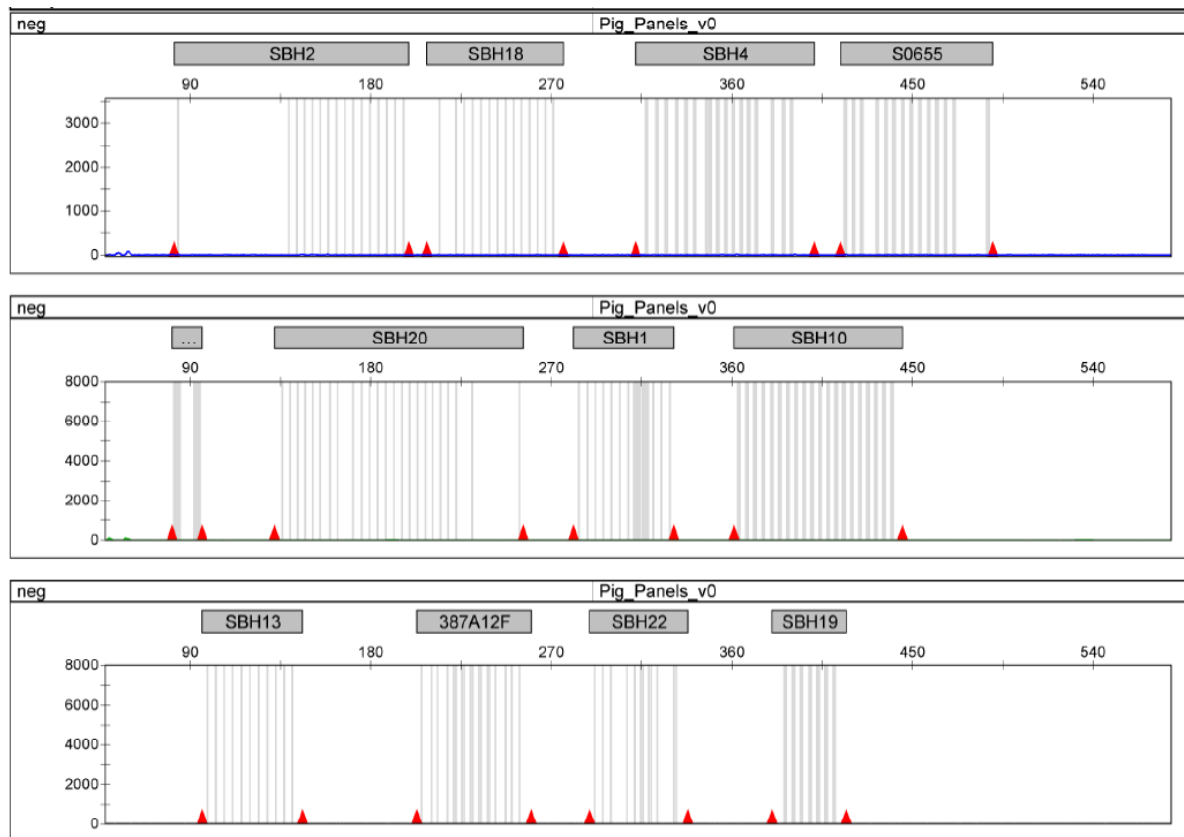 neg Pig_Panels_v0
SBH2 SBH18 SBH4 S0655
90 180 270 360 450 540
3000
2000
1000
0
neg Pig_Panels_v0
... SBH20 SBH1 SBH10
90 180 270 360 450 540
8000
6000
4000
2000
0
neg Pig_Panels_v0
SBH13 387A12F SBH22 SBH19
90 180 270 360 450 540
8000
6000
4000
2000
0